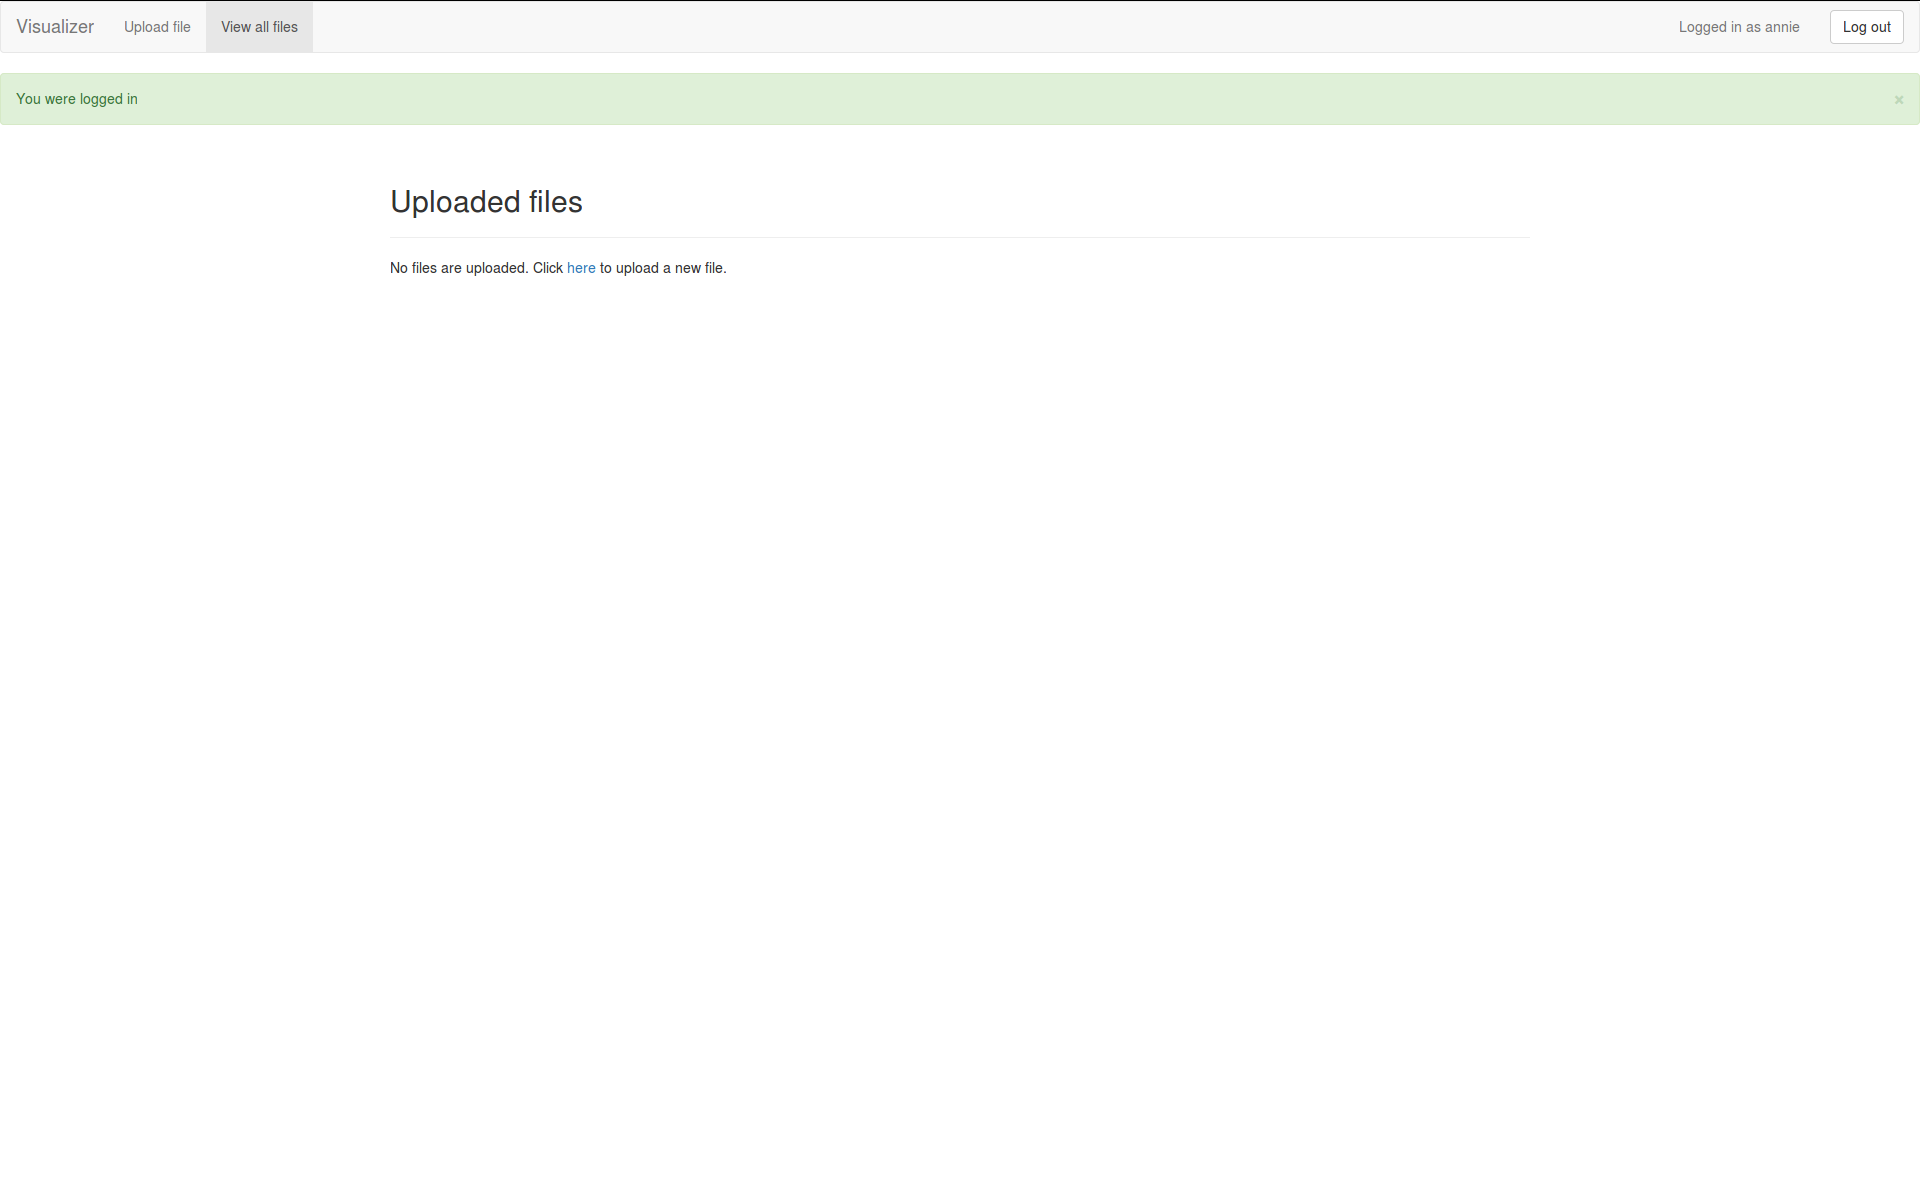 Visualizer Upload file View all files Logged in as annie Log out
You were logged in ×
Uploaded files
No files are uploaded. Click here to upload a new file.